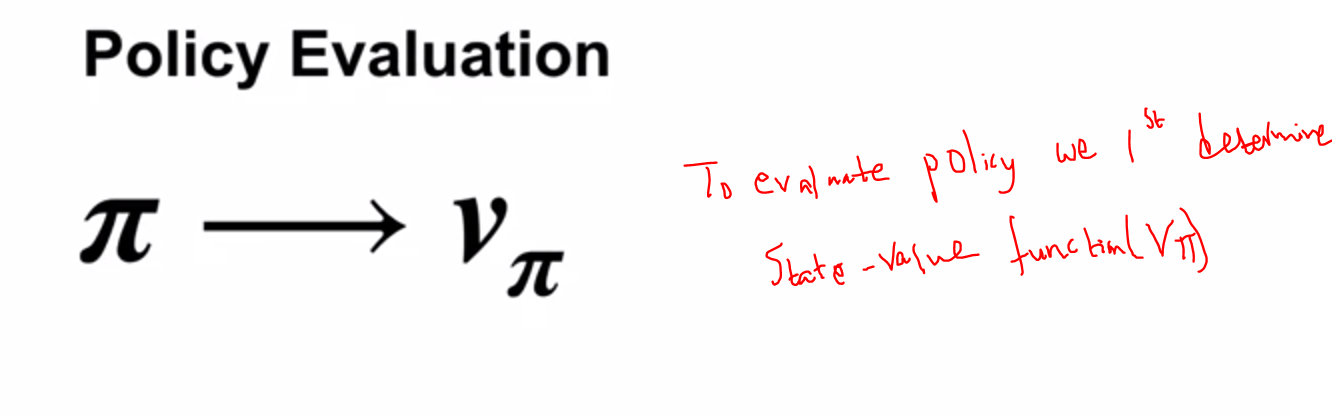 Policy Evaluation
To evaluate policy we 1st determine
π → vπ
State-value function(Vπ)